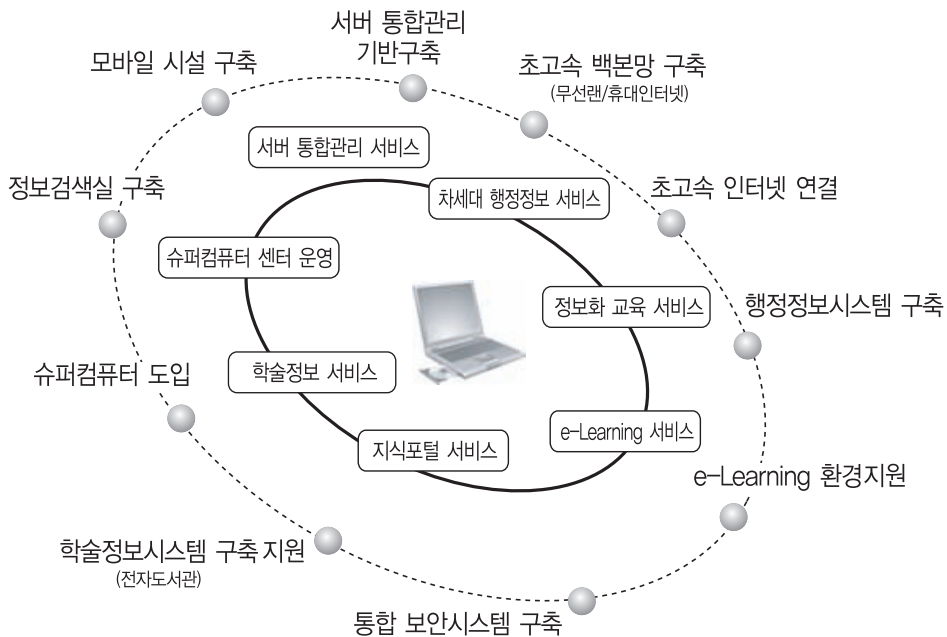 서버 통합관리
기반구축
모바일 시설 구축
초고속 백본망 구축
(무선랜/휴대인터넷)
서버 통합관리 서비스
정보검색실 구축
차세대 행정정보 서비스
초고속 인터넷 연결
슈퍼컴퓨터 센터 운영
정보화 교육 서비스
행정정보시스템 구축
슈퍼컴퓨터 도입
학술정보 서비스
e-Learning 서비스
지식포털 서비스
e-Learning 환경지원
학술정보시스템 구축 지원
(전자도서관)
통합 보안시스템 구축